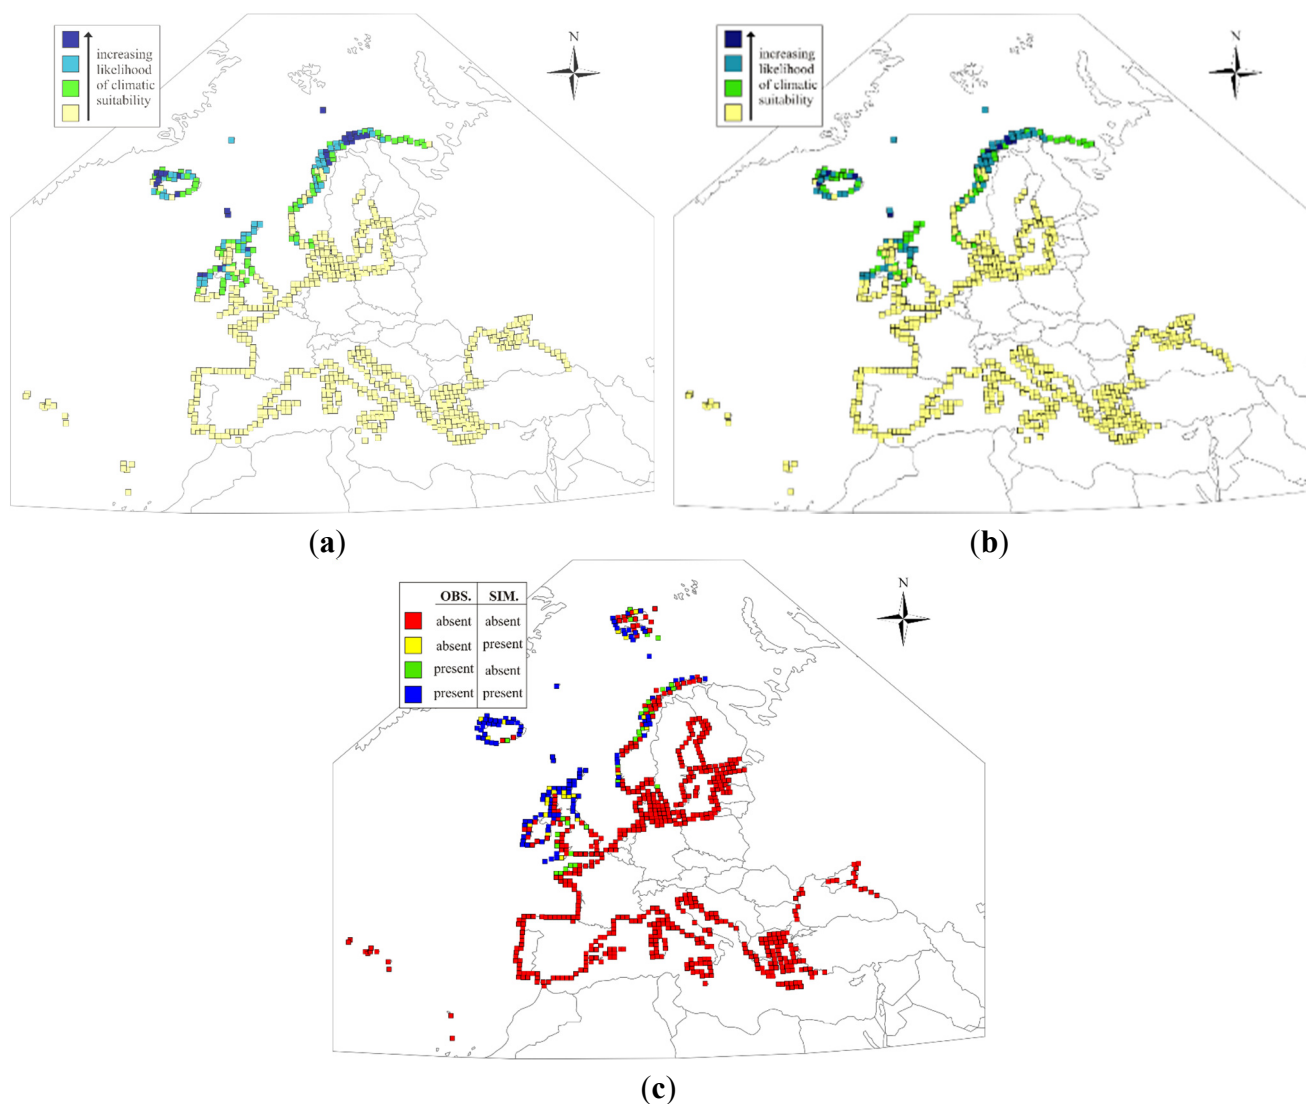 increasing
likelihood
of climatic
suitability
N
(a)
increasing
likelihood
of climatic
suitability
N
(b)
OBS. SIM.
absent absent
absent present
present absent
present present
N
(c)